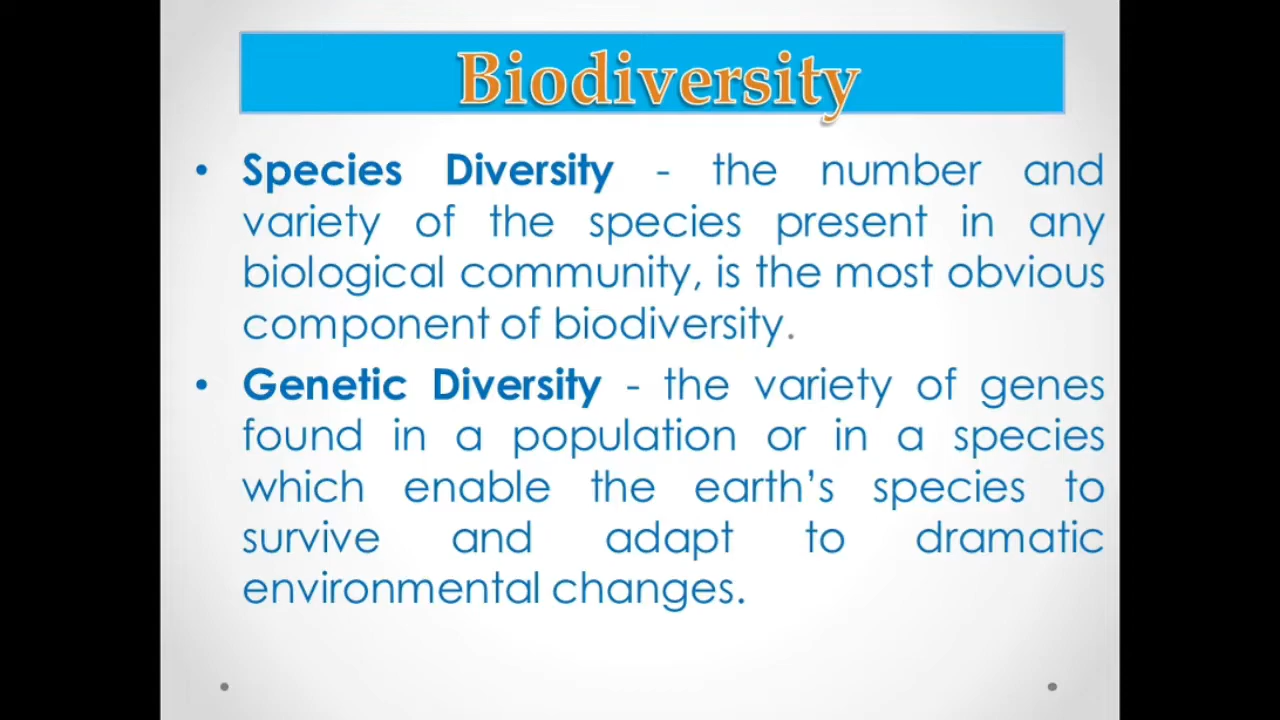 Biodiversity
• Species Diversity - the number and
variety of the species present in any
biological community, is the most obvious
component of biodiversity.
• Genetic Diversity - the variety of genes
found in a population or in a species
which enable the earth’s species to
survive and adapt to dramatic
environmental changes.